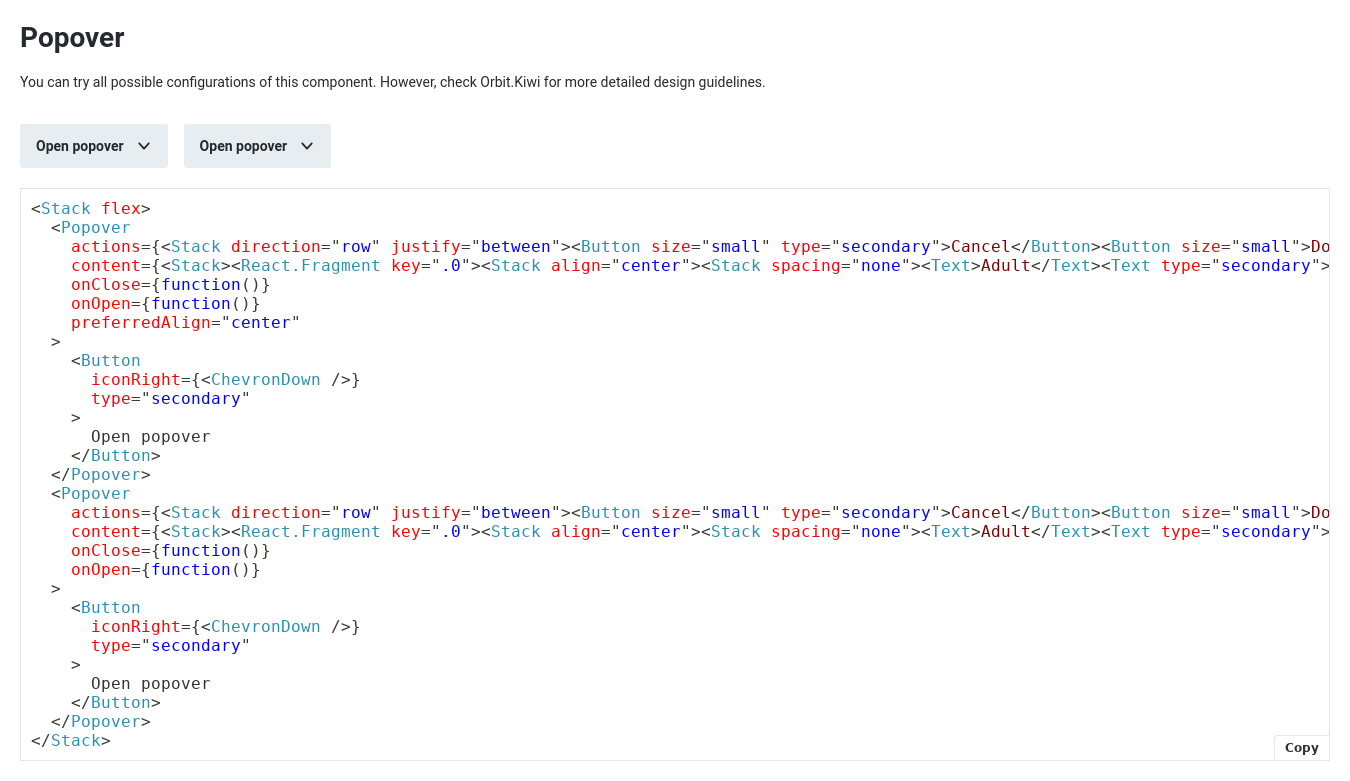 Popover
You can try all possible configurations of this component. However, check Orbit.Kiwi for more detailed design guidelines.
Open popover Open popover
<Stack flex>
  <Popover
    actions={<Stack direction="row" justify="between"><Button size="small" type="secondary">Cancel</Button><Button size="small">Do
    content={<Stack><React.Fragment key=".0"><Stack align="center"><Stack spacing="none"><Text>Adult</Text><Text type="secondary">
    onClose={function()}
    onOpen={function()}
    preferredAlign="center"
  >
    <Button
      iconRight={<ChevronDown />}
      type="secondary"
    >
      Open popover
    </Button>
  </Popover>
  <Popover
    actions={<Stack direction="row" justify="between"><Button size="small" type="secondary">Cancel</Button><Button size="small">Do
    content={<Stack><React.Fragment key=".0"><Stack align="center"><Stack spacing="none"><Text>Adult</Text><Text type="secondary">
    onClose={function()}
    onOpen={function()}
  >
    <Button
      iconRight={<ChevronDown />}
      type="secondary"
    >
      Open popover
    </Button>
  </Popover>
</Stack>
Copy